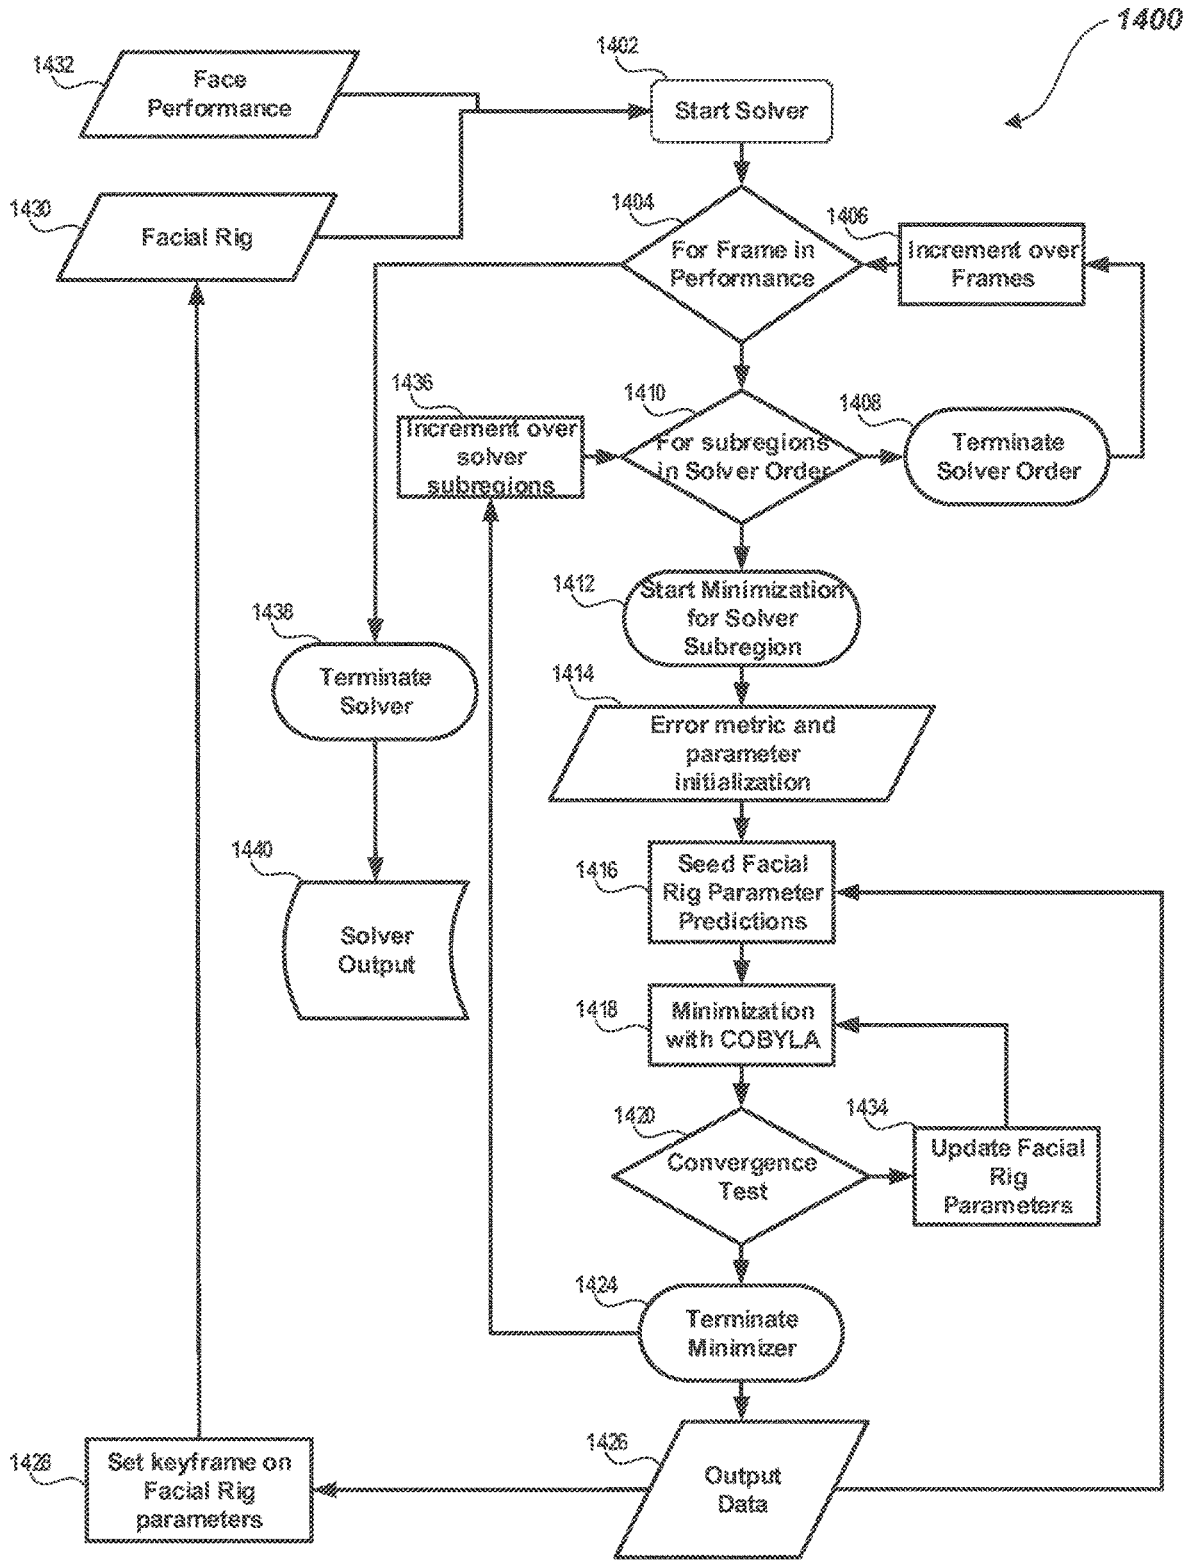 1400
1432
Face
Performance
1402
Start Solver
1430
Facial Rig
1404
For Frame in
Performance
1406
Increment over
Frames
1436
Increment over
solver
subregions
1410
For subregions
in Solver Order
1408
Terminate
Solver Order
1412
Start Minimization
for Solver
Subregion
1438
Terminate
Solver
1414
Error metric and
parameter
initialization
1440
Solver
Output
1416
Seed Facial
Rig Parameter
Predictions
1418
Minimization
with COBYLA
1420
Convergence
Test
1434
Update Facial
Rig
Parameters
1424
Terminate
Minimizer
1428
Set keyframe on
Facial Rig
parameters
1426
Output
Data